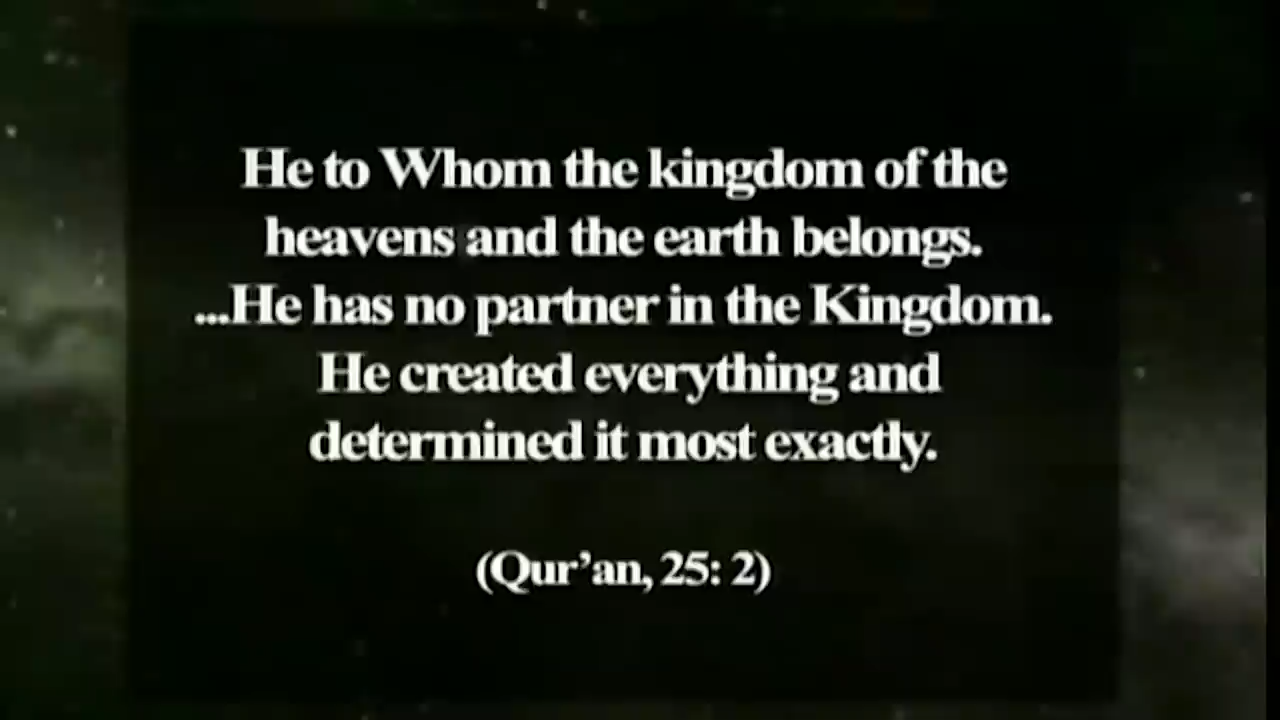 He to Whom the kingdom of the
heavens and the earth belongs.
...He has no partner in the Kingdom.
He created everything and
determined it most exactly.
(Qur’an, 25: 2)